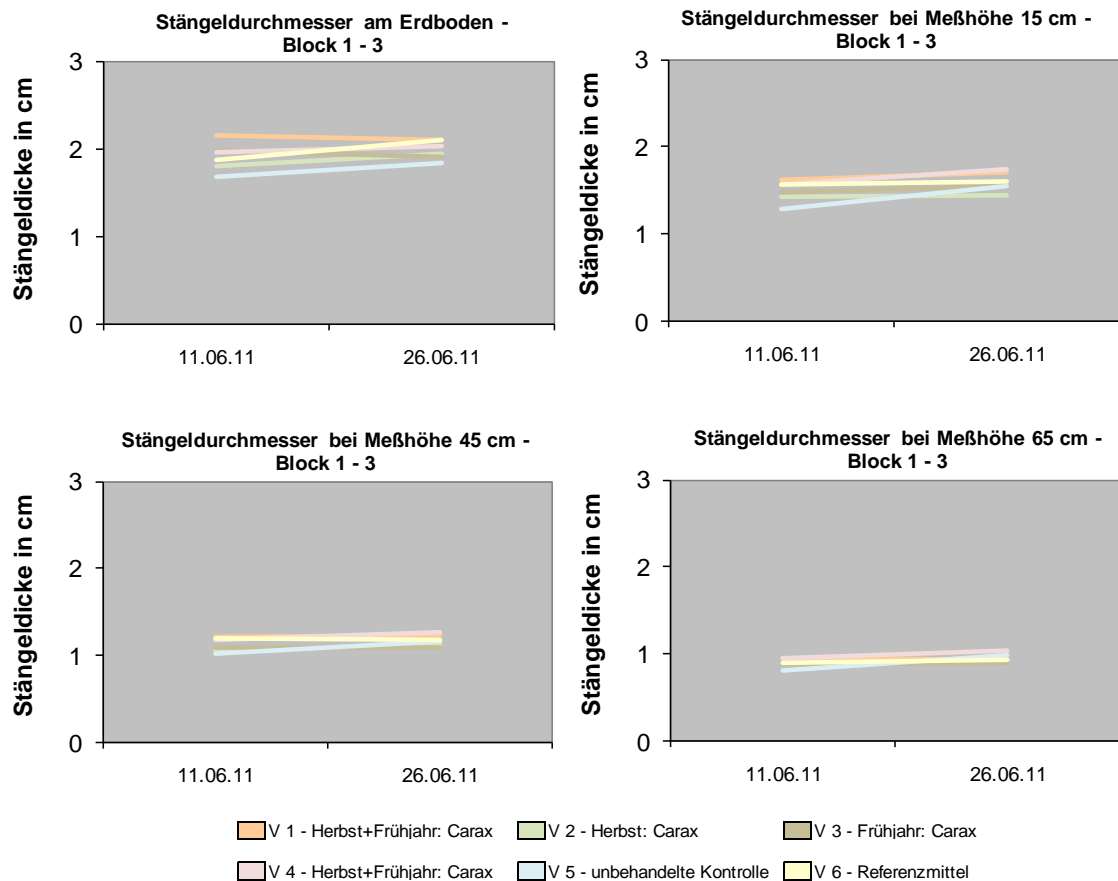 Stängeldurchmesser am Erdboden -
Block 1 - 3
3
2
1
0
Stängeldicke in cm
11.06.11 26.06.11
Stängeldurchmesser bei Meßhöhe 15 cm -
Block 1 - 3
3
2
1
0
Stängeldicke in cm
11.06.11 26.06.11
Stängeldurchmesser bei Meßhöhe 45 cm -
Block 1 - 3
3
2
1
0
Stängeldicke in cm
11.06.11 26.06.11
Stängeldurchmesser bei Meßhöhe 65 cm -
Block 1 - 3
3
2
1
0
Stängeldicke in cm
11.06.11 26.06.11
V 1 - Herbst+Frühjahr: Carax V 2 - Herbst: Carax V 3 - Frühjahr: Carax
V 4 - Herbst+Frühjahr: Carax V 5 - unbehandelte Kontrolle V 6 - Referenzmittel